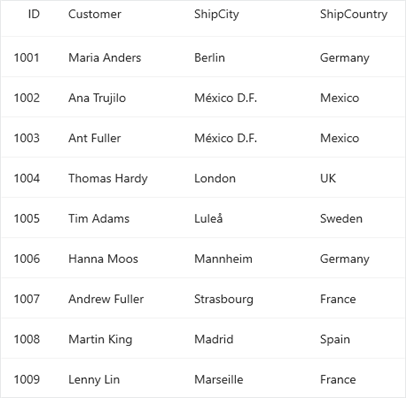 ID Customer ShipCity ShipCountry
1001 Maria Anders Berlin Germany
1002 Ana Trujilo México D.F. Mexico
1003 Ant Fuller México D.F. Mexico
1004 Thomas Hardy London UK
1005 Tim Adams Luleå Sweden
1006 Hanna Moos Mannheim Germany
1007 Andrew Fuller Strasbourg France
1008 Martin King Madrid Spain
1009 Lenny Lin Marseille France